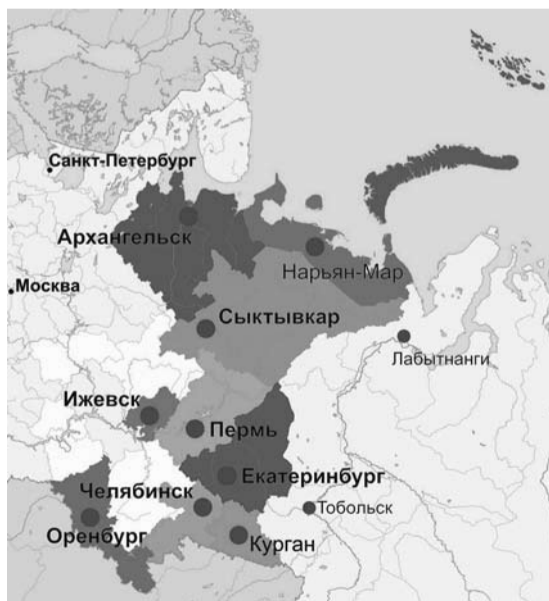 Санкт-Петербург
Архангельск
Нарьян-Мар
Москва
Сыктывкар
Лабытнанги
Ижевск
Пермь
Екатеринбург
Челябинск
Тобольск
Оренбург
Курган